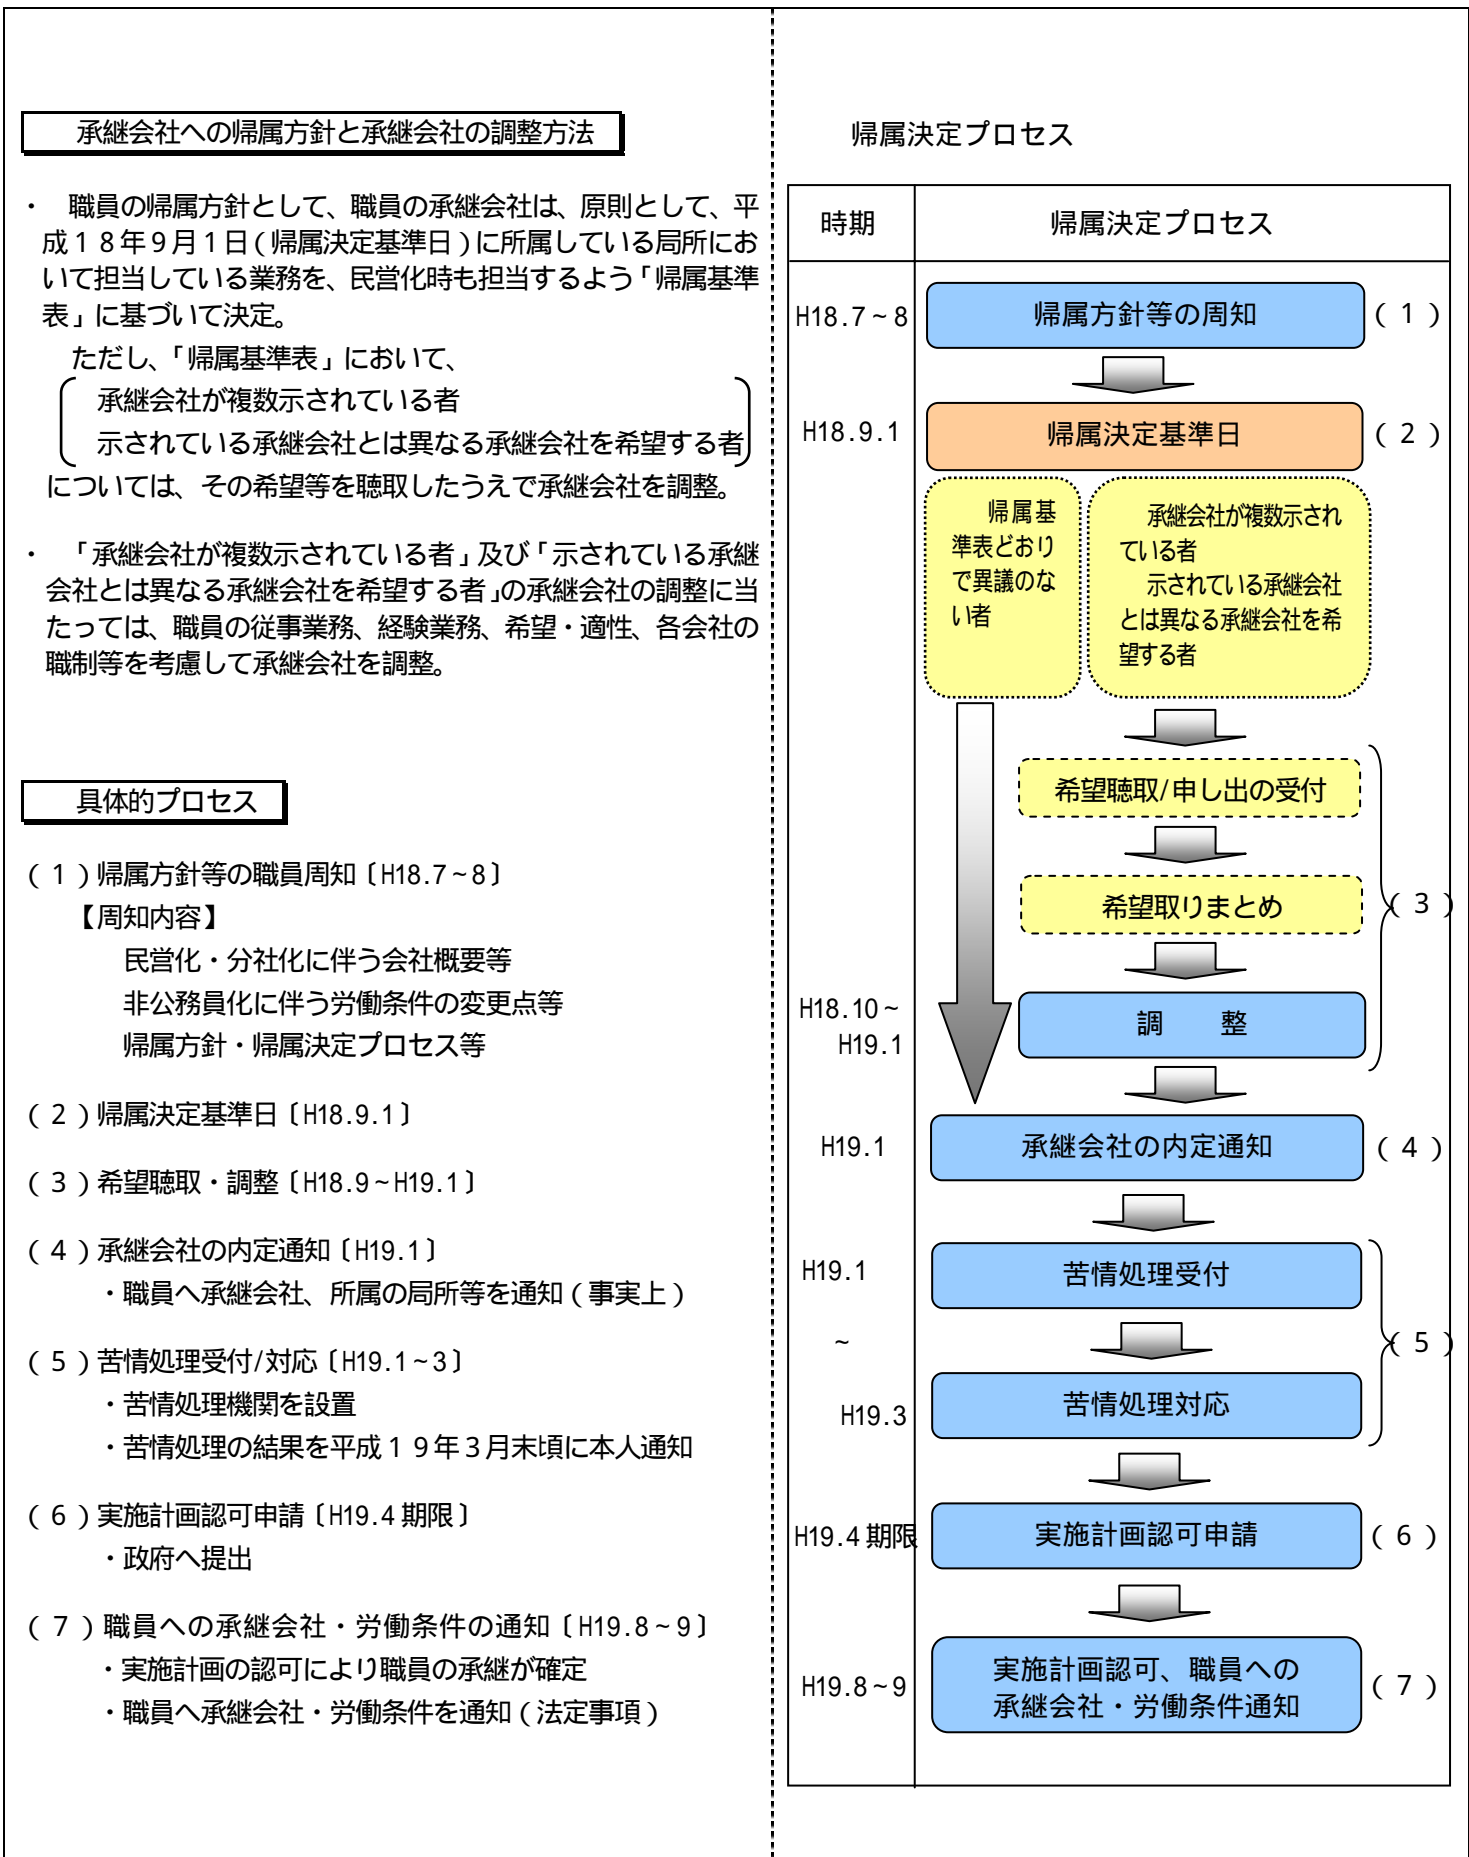 承継会社への帰属方針と承継会社の調整方法
・　職員の帰属方針として、職員の承継会社は、原則として、平
成１８年９月１日（帰属決定基準日）に所属している局所にお
いて担当している業務を、民営化時も担当するよう「帰属基準
表」に基づいて決定。
ただし、「帰属基準表」において、
承継会社が複数示されている者
示されている承継会社とは異なる承継会社を希望する者
については、その希望等を聴取したうえで承継会社を調整。
・　「承継会社が複数示されている者」及び「示されている承継
会社とは異なる承継会社を希望する者」の承継会社の調整に当
たっては、職員の従事業務、経験業務、希望・適性、各会社の
職制等を考慮して承継会社を調整。
具体的プロセス
（１）帰属方針等の職員周知〔H18.7～8〕
【周知内容】
民営化・分社化に伴う会社概要等
非公務員化に伴う労働条件の変更点等
帰属方針・帰属決定プロセス等
（２）帰属決定基準日〔H18.9.1〕
（３）希望聴取・調整〔H18.9～H19.1〕
（４）承継会社の内定通知〔H19.1〕
・職員へ承継会社、所属の局所等を通知（事実上）
（５）苦情処理受付/対応〔H19.1～3〕
・苦情処理機関を設置
・苦情処理の結果を平成１９年３月末頃に本人通知
（６）実施計画認可申請〔H19.4期限〕
・政府へ提出
（７）職員への承継会社・労働条件の通知〔H19.8～9〕
・実施計画の認可により職員の承継が確定
・職員へ承継会社・労働条件を通知（法定事項）
帰属決定プロセス
時期　帰属決定プロセス
H18.7～8　帰属方針等の周知　（１）
H18.9.1　帰属決定基準日　（２）
帰属基
準表どおり
で異議のな
い者
承継会社が複数示され
ている者
示されている承継会社
とは異なる承継会社を希
望する者
希望聴取/申し出の受付
希望取りまとめ
（３）
H18.10～
H19.1
調　　整
H19.1　承継会社の内定通知　（４）
H19.1　苦情処理受付
～　（５）
H19.3　苦情処理対応
H19.4期限　実施計画認可申請　（６）
H19.8～9
実施計画認可、職員への
承継会社・労働条件通知
（７）